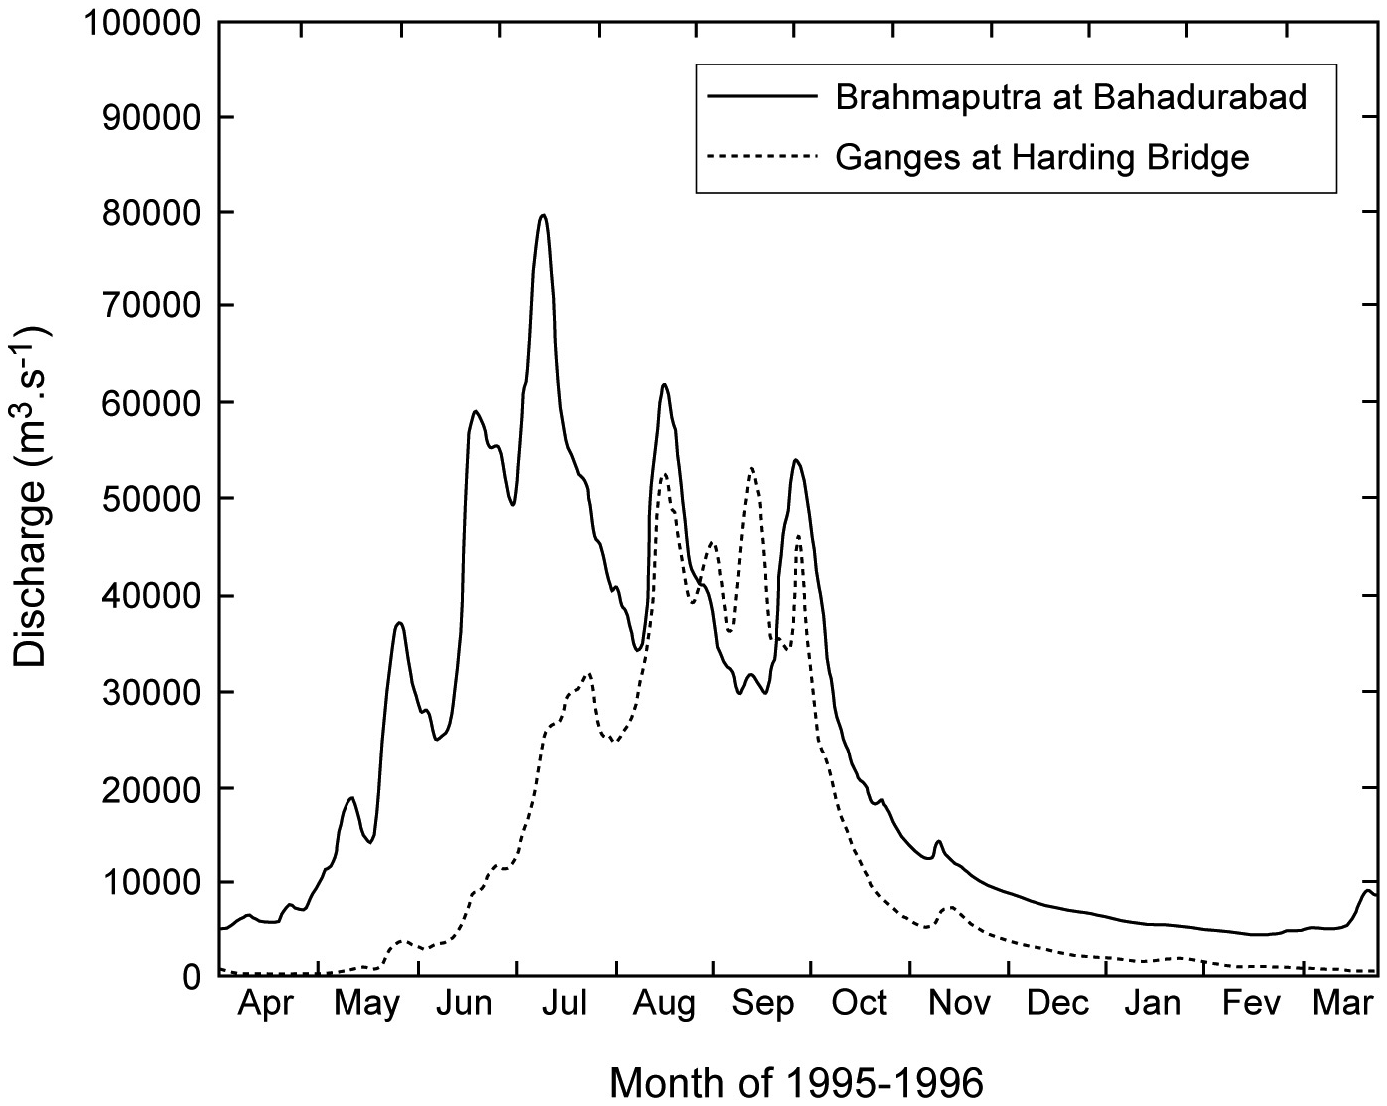 100000
90000
80000
70000
60000
50000
40000
30000
20000
10000
0
Discharge (m³.s⁻¹)
Brahmaputra at Bahadurabad
Ganges at Harding Bridge
Apr May Jun Jul Aug Sep Oct Nov Dec Jan Fev Mar
Month of 1995-1996